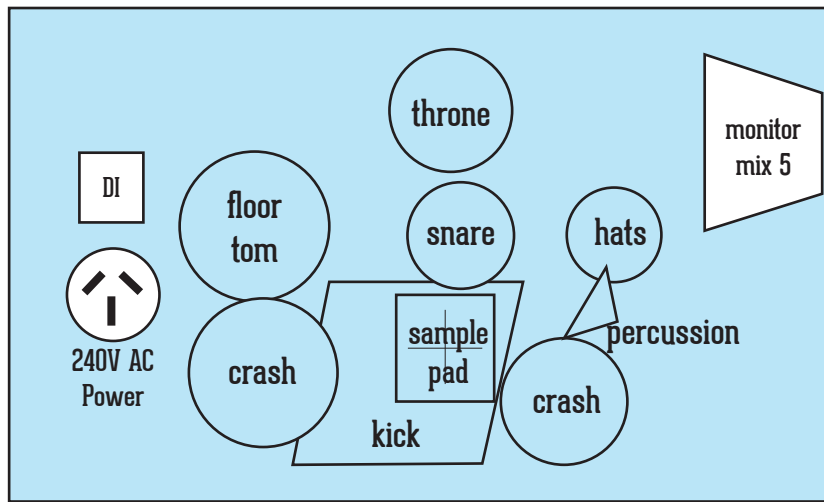 throne
monitor
mix 5
DI
floor
tom
snare
hats
240V AC
Power
crash
sample
pad
percussion
kick
crash